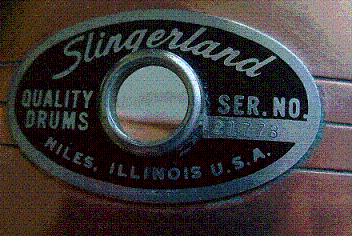 Slingerland
QUALITY
DRUMS
SER. NO.
NILES, ILLINOIS U.S.A.